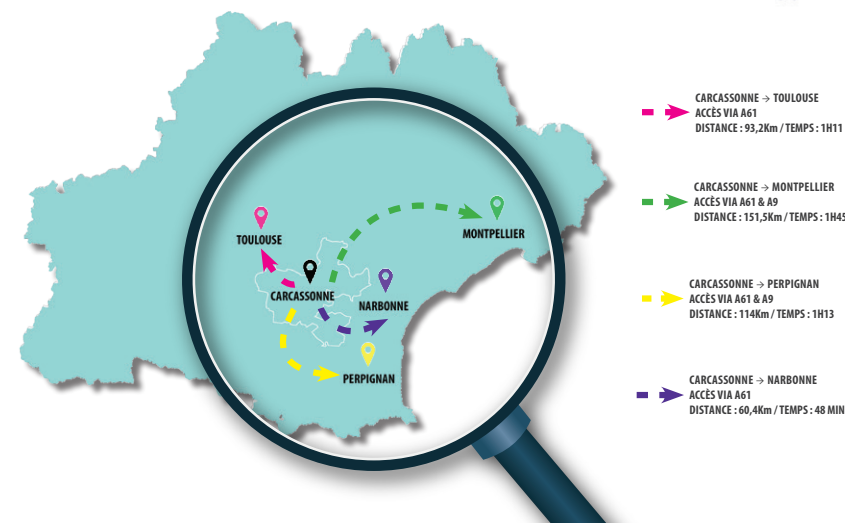 CARCASSONNE → TOULOUSE
ACCÈS VIA A61
DISTANCE : 93,2Km / TEMPS : 1H11
CARCASSONNE → MONTPELLIER
ACCÈS VIA A61 & A9
DISTANCE : 151,5Km / TEMPS : 1H45
TOULOUSE
MONTPELLIER
CARCASSONNE
NARBONNE
CARCASSONNE → PERPIGNAN
ACCÈS VIA A61 & A9
DISTANCE : 114Km / TEMPS : 1H13
PERPIGNAN
CARCASSONNE → NARBONNE
ACCÈS VIA A61
DISTANCE : 60,4Km / TEMPS : 48 MIN